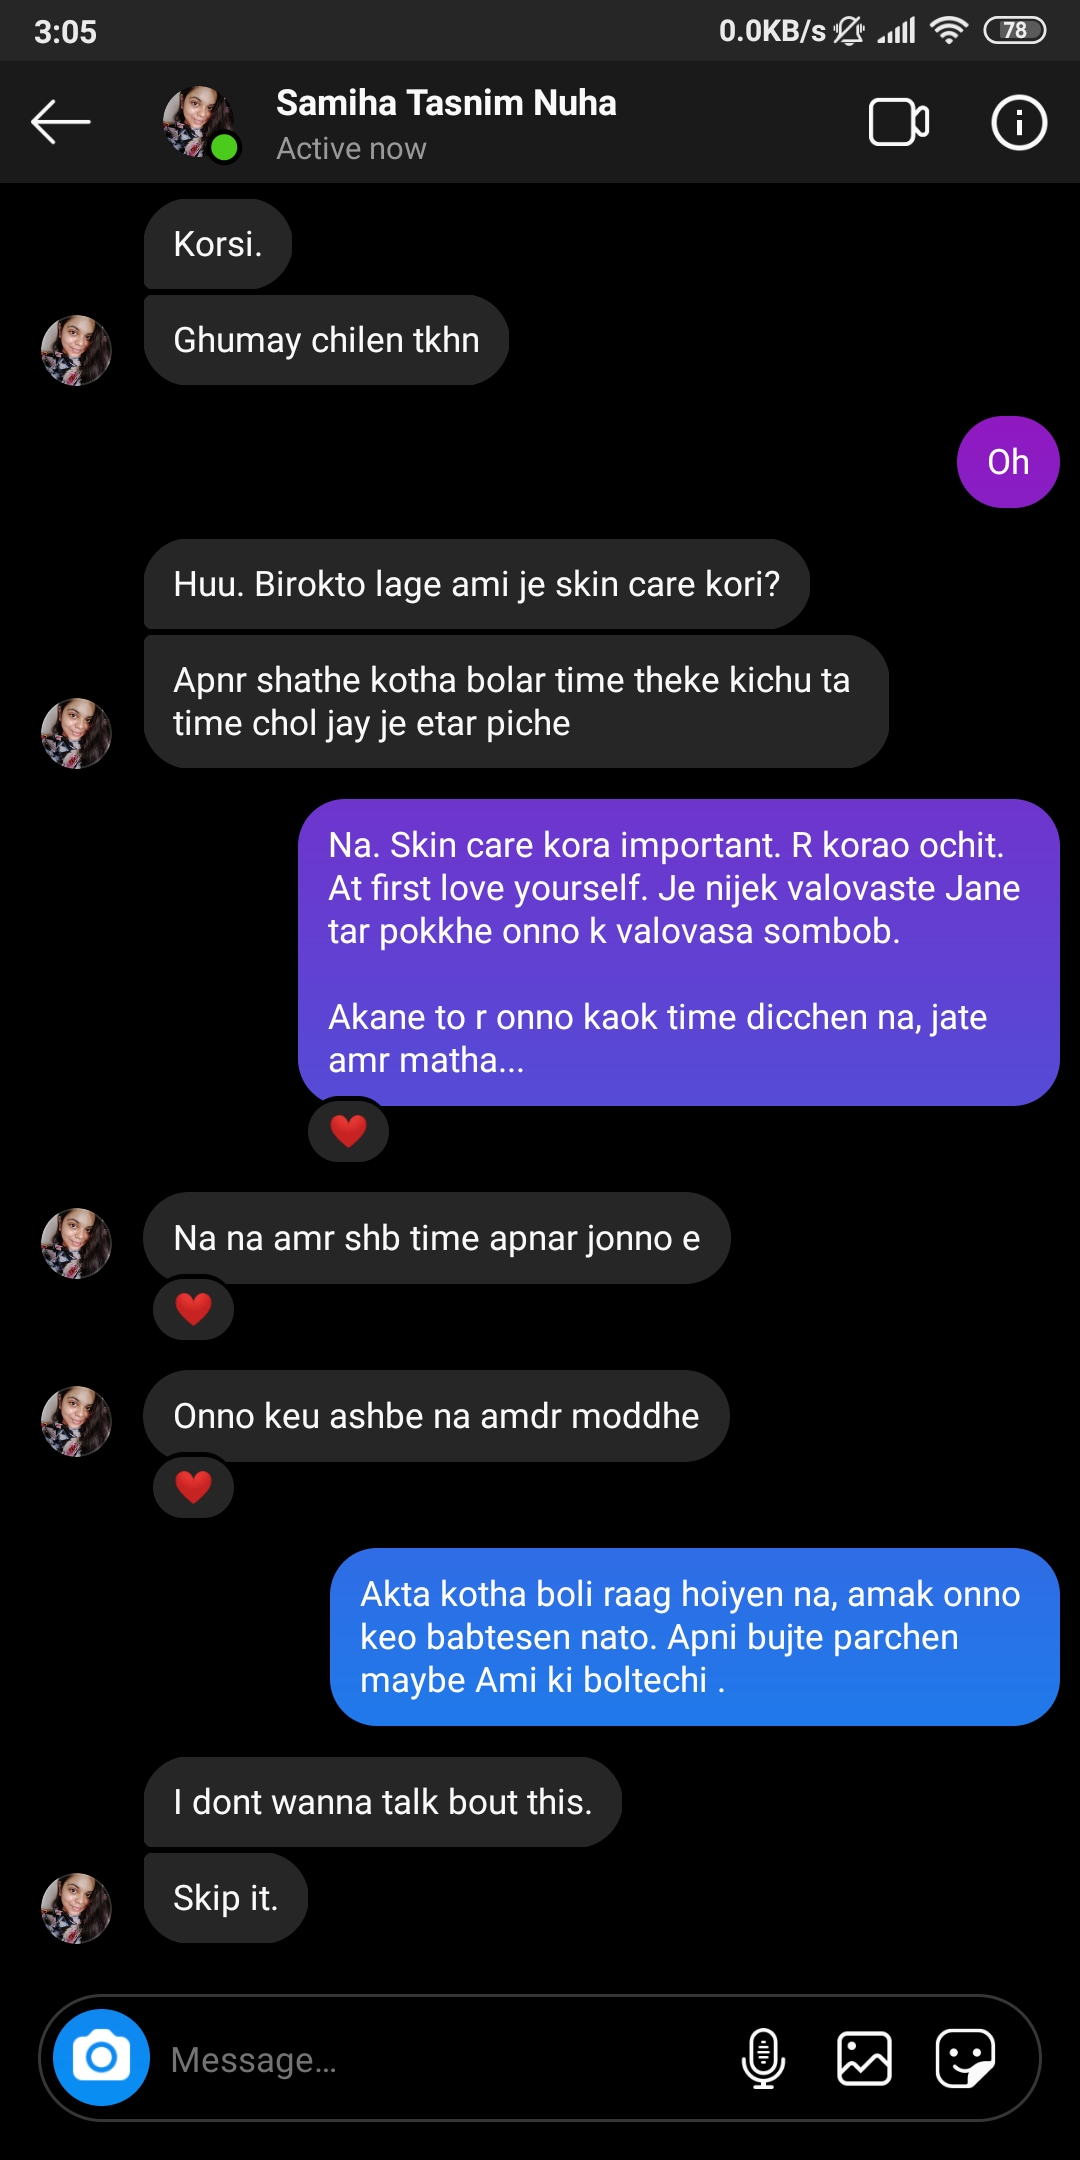 3:05
0.0KB/s
78
Samiha Tasnim Nuha
Active now
Korsi.
Ghumay chilen tkhn
Oh
Huu. Birokto lage ami je skin care kori?
Apnr shathe kotha bolar time theke kichu ta
time chol jay je etar piche
Na. Skin care kora important. R korao ochit.
At first love yourself. Je nijek valovaste Jane
tar pokkhe onno k valovasa sombob.
Akane to r onno kaok time dicchen na, jate
amr matha...
Na na amr shb time apnar jonno e
Onno keu ashbe na amdr moddhe
Akta kotha boli raag hoiyen na, amak onno
keo babtesen nato. Apni bujte parchen
maybe Ami ki boltechi .
I dont wanna talk bout this.
Skip it.
Message...